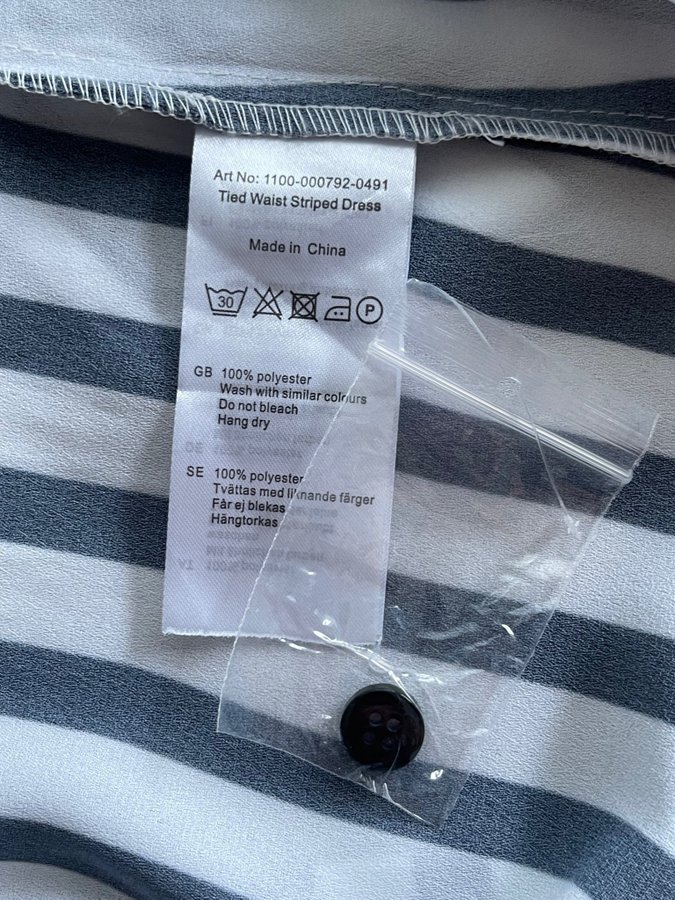 Art No: 1100-000792-0491
Tied Waist Striped Dress
Made in China
30
P
GB 100% polyester
Wash with similar colours
Do not bleach
Hang dry
SE 100% polyester
Tvättas med liknande färger
Får ej blekas
Hängtorkas